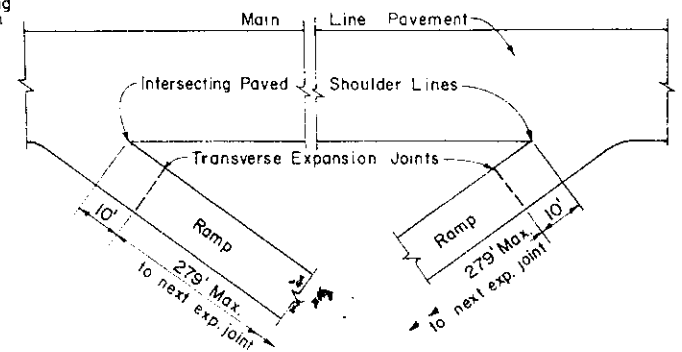 ng
Main Line Pavement
Intersecting Paved Shoulder Lines
Transverse Expansion Joints
10'
Ramp
279' Max.
to next exp. joint
Ramp
10'
279' Max.
to next exp. joint